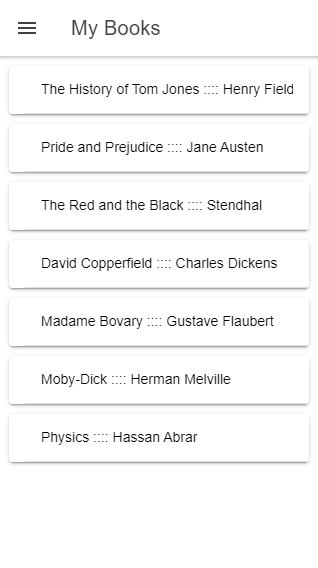 My Books
The History of Tom Jones :::: Henry Field
Pride and Prejudice :::: Jane Austen
The Red and the Black :::: Stendhal
David Copperfield :::: Charles Dickens
Madame Bovary :::: Gustave Flaubert
Moby-Dick :::: Herman Melville
Physics :::: Hassan Abrar